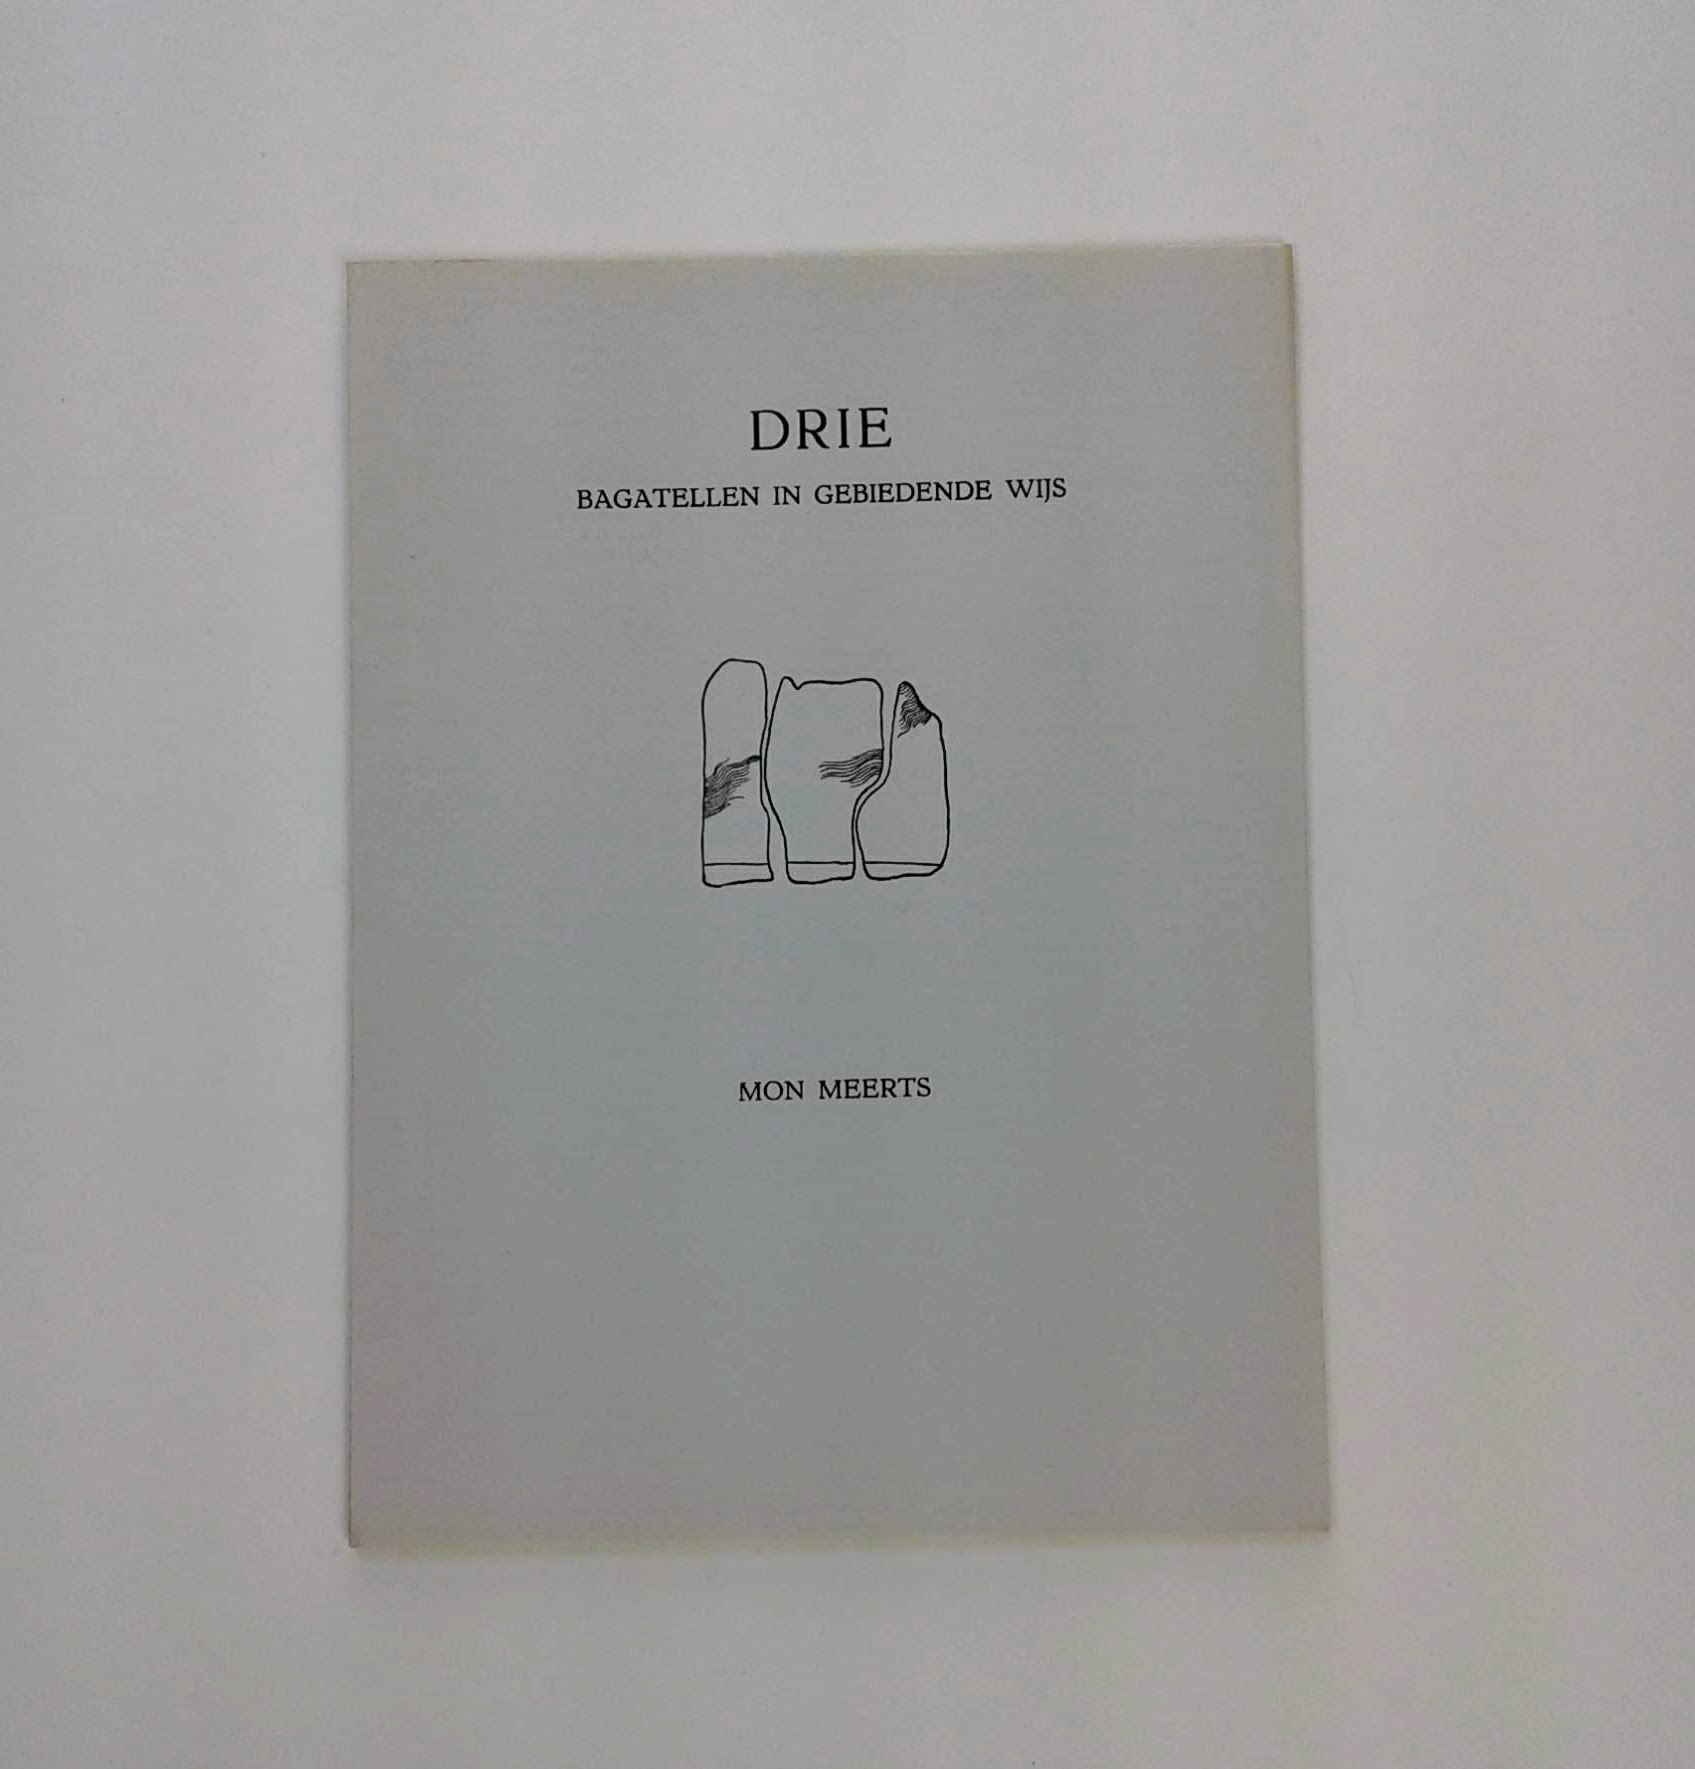 DRIE
BAGATELLEN IN GEBIEDENDE WIJS
MON MEERTS